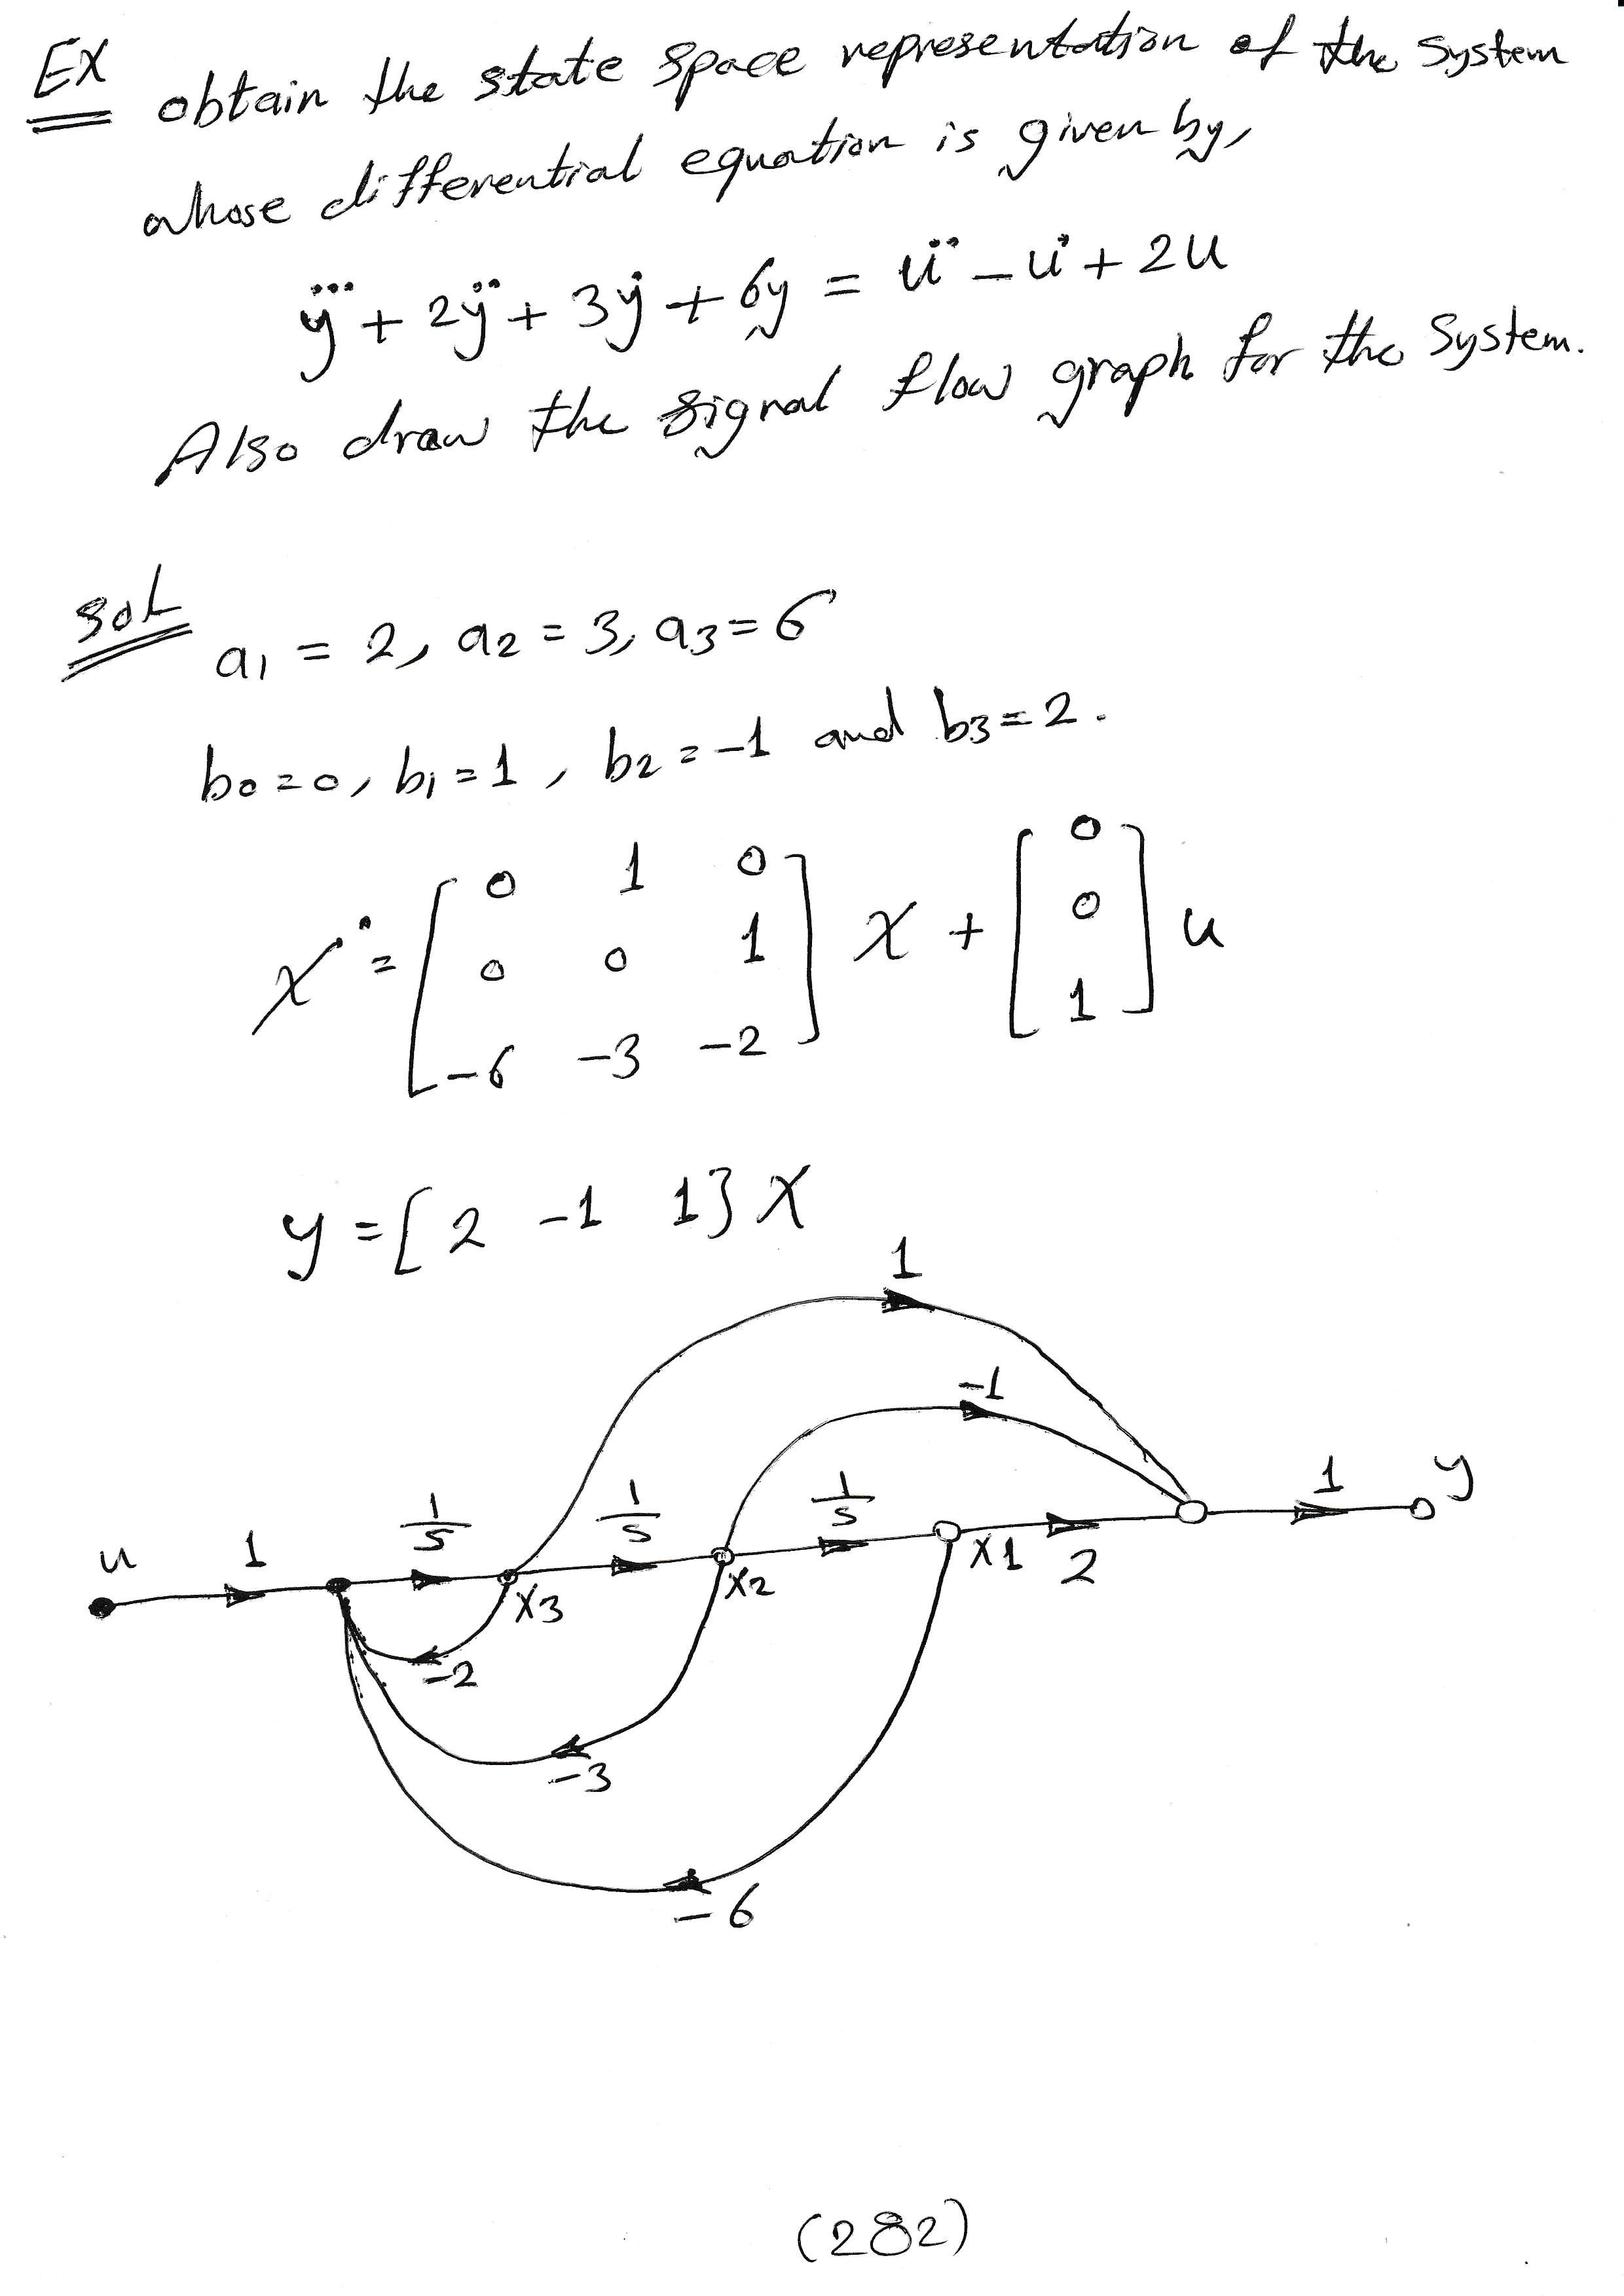 EX obtain the state space representation of the system
whose differential equation is given by,
y⃛ + 2ÿ + 3ẏ + 6y = ü − u̇ + 2u
Also draw the signal flow graph for the System.
sol a1 = 2, a2 = 3, a3 = 6
b0 = 0, b1 = 1, b2 = -1 and b3 = 2.
0 1 0 0
ẋ = [ 0 0 1 ] x + [ 0 ] u
-6 -3 -2 1
y = [ 2 -1 1 ] x
1
-1
u 1 1/s 1/s 1/s 1 y
x3 x2 x1 2
-2
-3
-6
(282)